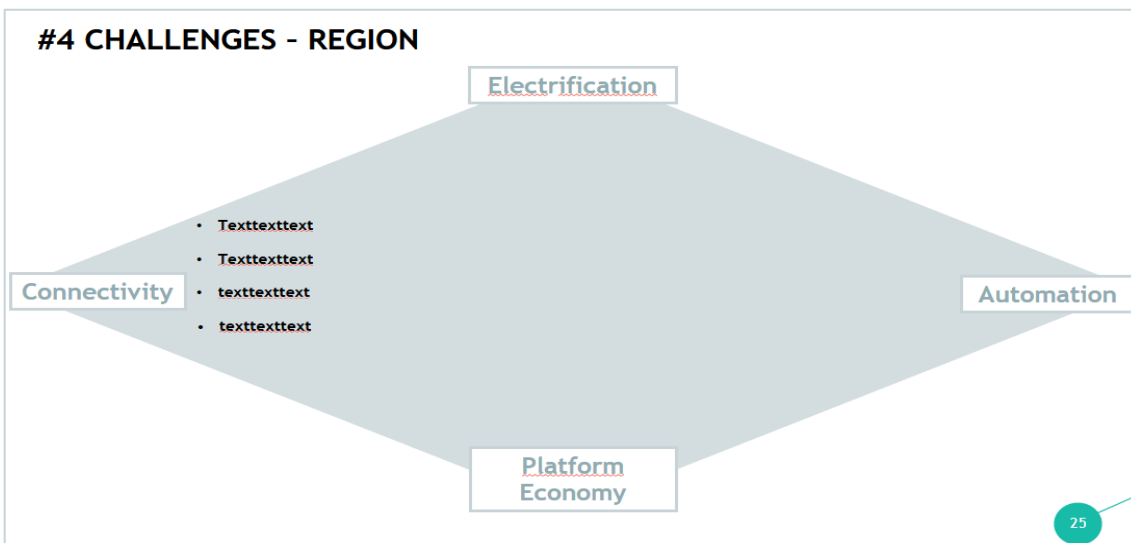 #4 CHALLENGES – REGION
Electrification
• Texttexttext
• Texttexttext
Connectivity
• texttexttext
• texttexttext
Automation
Platform
Economy
25